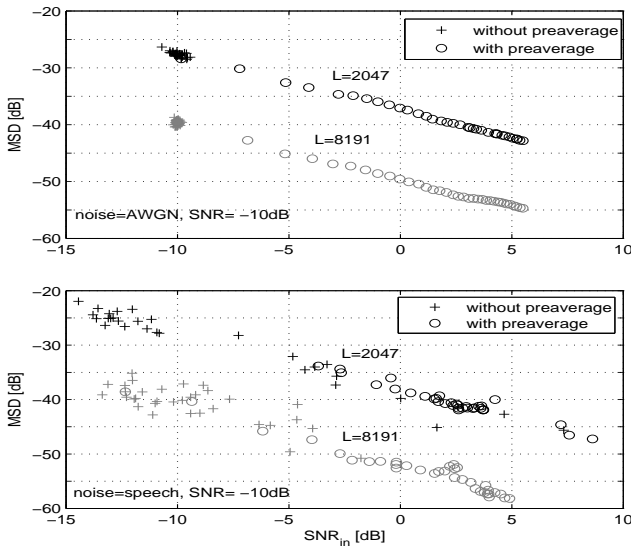 −20
−30
−40
−50
−60
MSD [dB]
+ without preaverage
○ with preaverage
L=2047
L=8191
noise=AWGN, SNR= −10dB
−15 −10 −5 0 5 10
−20
−30
−40
−50
−60
MSD [dB]
+ without preaverage
○ with preaverage
L=2047
L=8191
noise=speech, SNR= −10dB
−15 −10 −5 0 5 10
SNRin [dB]